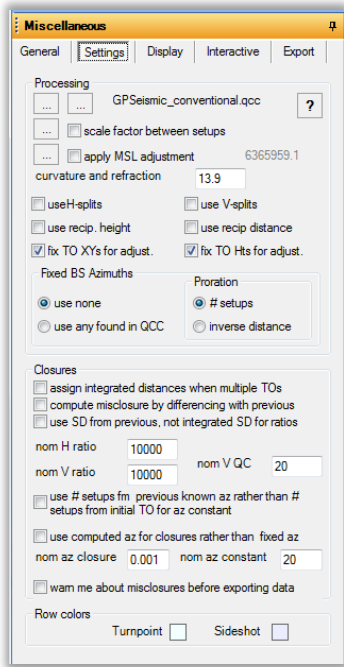 Miscellaneous
General Settings Display Interactive Export
Processing
... ... GPSeismic_conventional.qcc ?
... scale factor between setups
... apply MSL adjustment 6365959.1
curvature and refraction 13.9
useH-splits use V-splits
use recip. height use recip distance
fix TO XYs for adjust. fix TO Hts for adjust.
Fixed BS Azimuths
Proration
use none # setups
use any found in QCC inverse distance
Closures
assign integrated distances when multiple TOs
compute misclosure by differencing with previous
use SD from previous, not integrated SD for ratios
nom H ratio 10000
nom V QC 20
nom V ratio 10000
use # setups fm previous known az rather than #
setups from initial TO for az constant
use computed az for closures rather than fixed az
nom az closure 0.001 nom az constant 20
warn me about misclosures before exporting data
Row colors
Turnpoint Sideshot